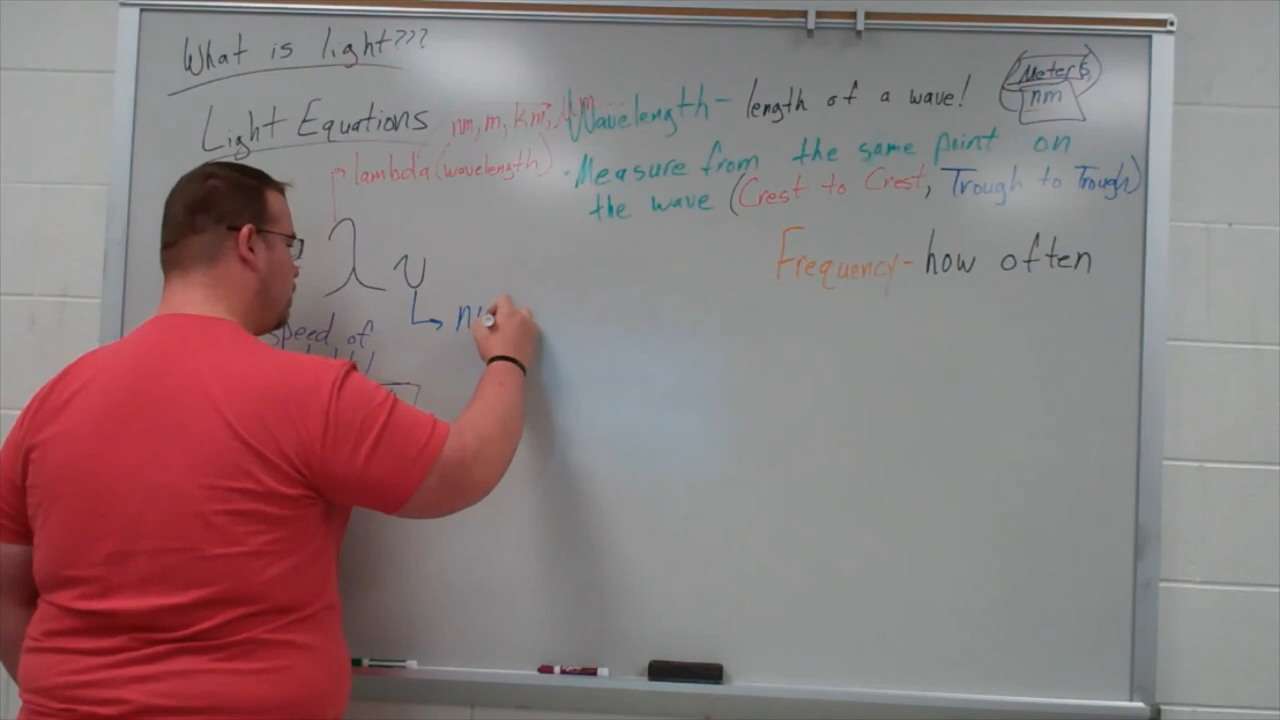 What is light???
Light Equations
nm, m, km, μm
lambda (wavelength)
λ ν
speed of
Wavelength - length of a wave!
Meters,
nm
· Measure from the same point on
the wave (Crest to Crest, Trough to Trough)
Frequency - how often